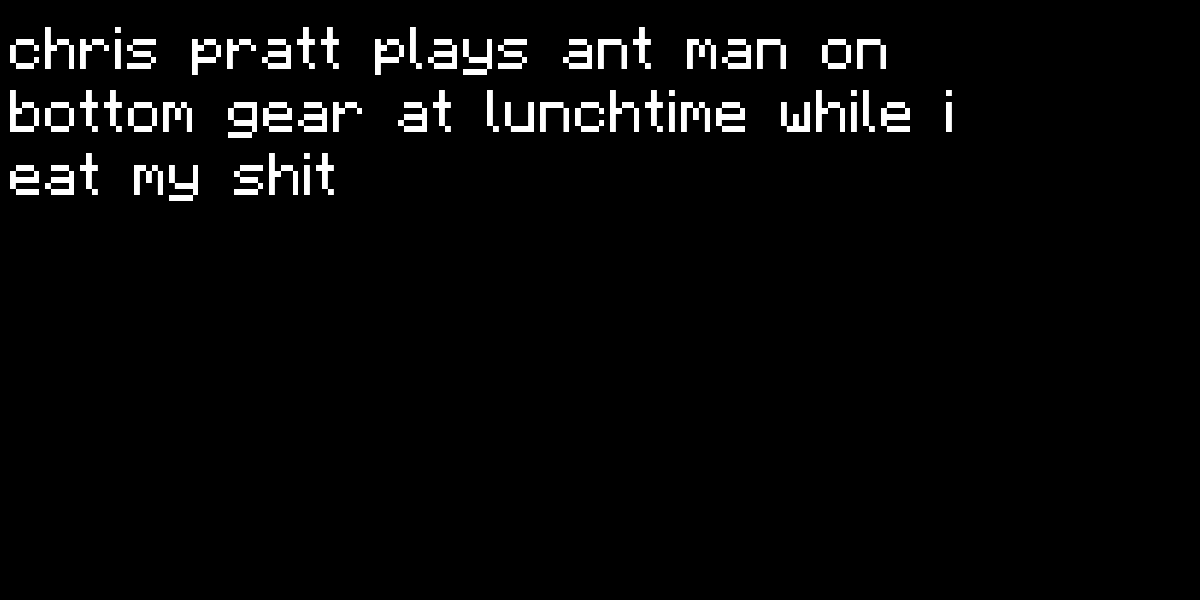 chris pratt plays ant man on
bottom gear at lunchtime while i
eat my shit